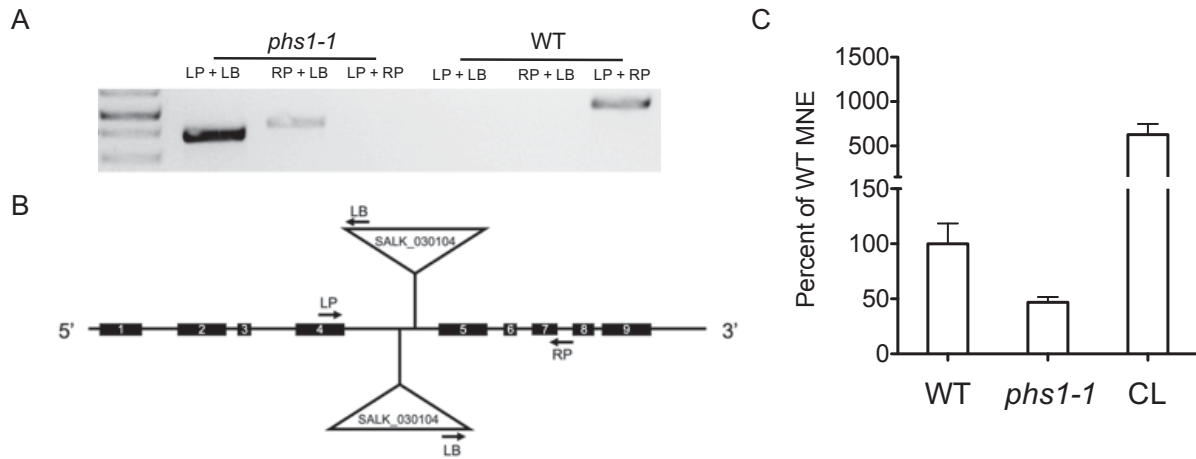 A
phs1-1
WT
LP + LB
RP + LB
LP + RP
LP + LB
RP + LB
LP + RP
B
LB
SALK_030104
LP
5’
1
2
3
4
5
6
7
8
9
3’
RP
SALK_030104
LB
C
Percent of WT MNE
1500
1000
500
150
100
50
0
WT
phs1-1
CL